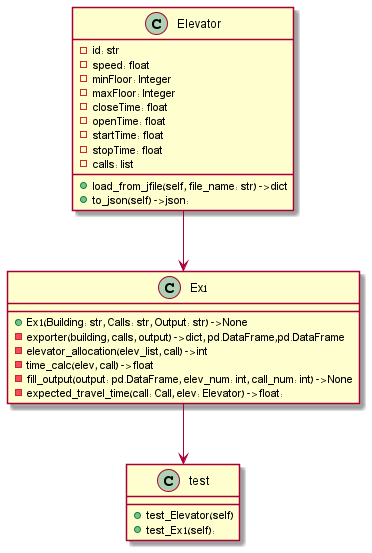 C Elevator
id: str
speed: float
minFloor: Integer
maxFloor: Integer
closeTime: float
openTime: float
startTime: float
stopTime: float
calls: list
load_from_jfile(self, file_name: str)->dict
to_json(self)->json:
C Ex1
Ex1(Building: str, Calls: str, Output: str)->None
exporter(building, calls, output)->dict, pd.DataFrame,pd.DataFrame
elevator_allocation(elev_list, call)->int
time_calc(elev, call)->float
fill_output(output: pd.DataFrame, elev_num: int, call_num: int)->None
expected_travel_time(call: Call, elev: Elevator)->float:
C test
test_Elevator(self)
test_Ex1(self):